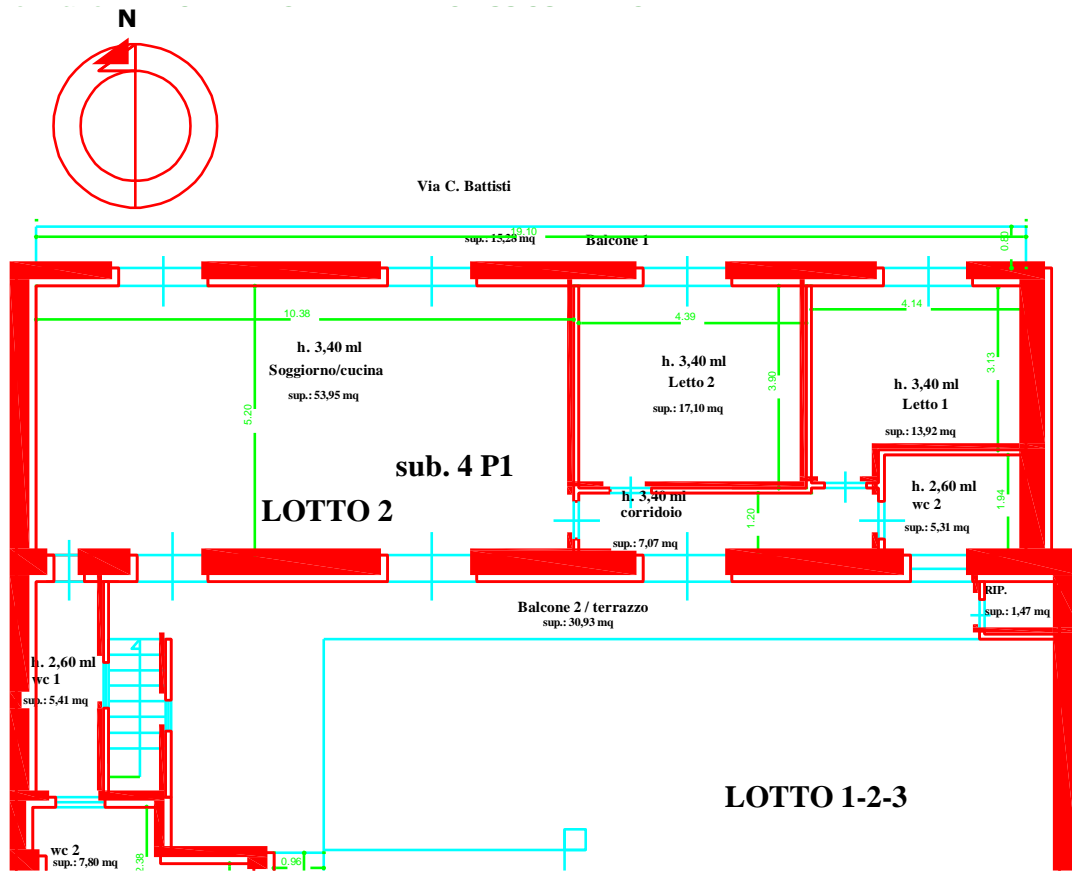 N
Via C. Battisti
19.10
sup.: 15,28 mq
Balcone 1
0.80
10.38
4.39
4.14
h. 3,40 ml
Soggiorno/cucina
sup.: 53,95 mq
5.20
h. 3,40 ml
Letto 2
sup.: 17,10 mq
3.90
3.13
h. 3,40 ml
Letto 1
sup.: 13,92 mq
sub. 4 P1
LOTTO 2
h. 3,40 ml
corridoio
sup.: 7,07 mq
1.20
h. 2,60 ml
wc 2
sup.: 5,31 mq
1.94
Balcone 2 / terrazzo
sup.: 30,93 mq
RIP.
sup.: 1,47 mq
h. 2,60 ml
wc 1
sup.: 5,41 mq
LOTTO 1-2-3
wc 2
sup.: 7,80 mq
2.38
0.96